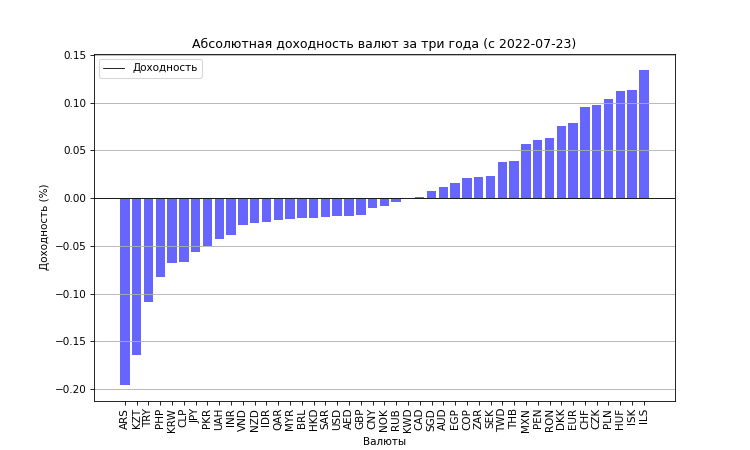 Абсолютная доходность валют за три года (с 2022-07-23)
Доходность
0.15
0.10
0.05
0.00
−0.05
−0.10
−0.15
−0.20
Доходность (%)
ARS KZT TRY PHP KRW CLP JPY PKR UAH INR VND NZD IDR QAR MYR BRL HKD SAR USD AED GBP CNY NOK RUB KWD CAD SGD AUD EGP COP ZAR SEK TWD THB MXN PEN RON DKK EUR CHF CZK PLN HUF ISK ILS
Валюты